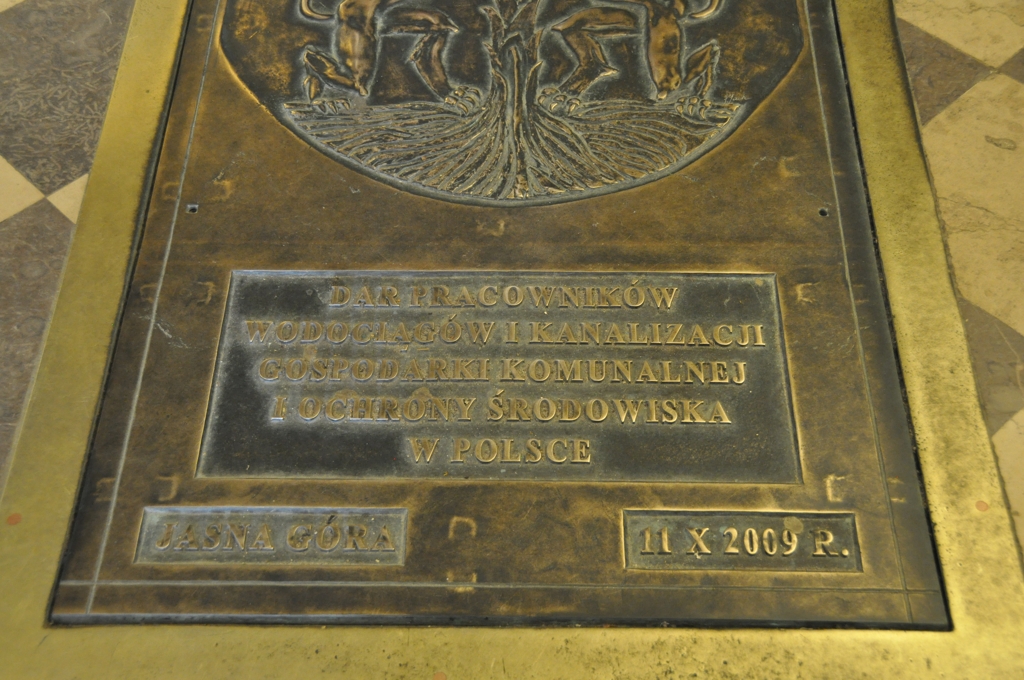 DAR PRACOWNIKÓW
WODOCIĄGÓW I KANALIZACJI
GOSPODARKI KOMUNALNEJ
I OCHRONY ŚRODOWISKA
W POLSCE
JASNA GÓRA
11 X 2009 R.